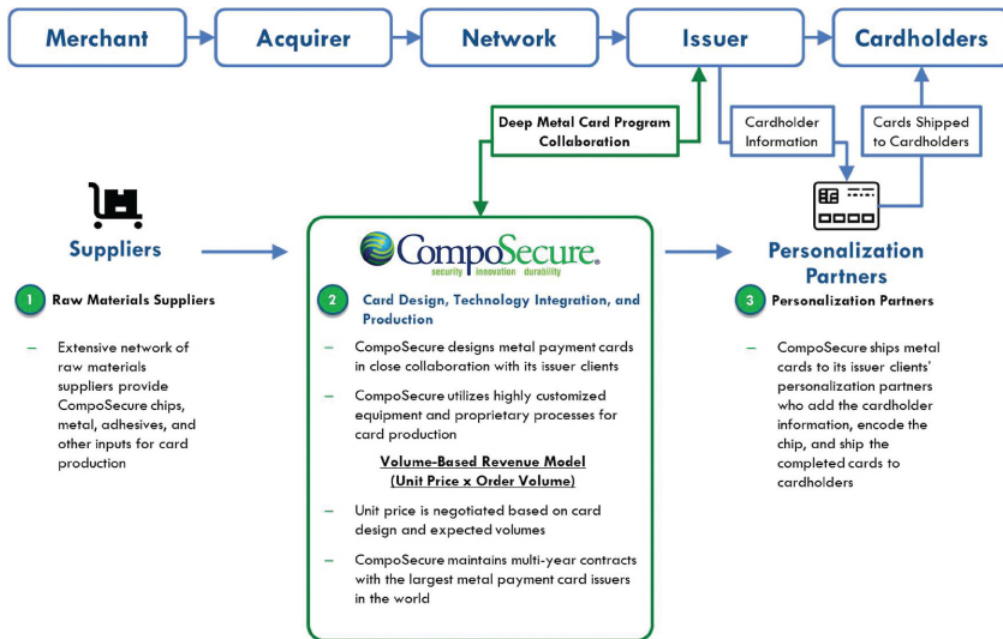 Merchant
Acquirer
Network
Issuer
Cardholders
Deep Metal Card Program
Collaboration
Cardholder
Information
Cards Shipped
to Cardholders
Suppliers
1 Raw Materials Suppliers
– Extensive network of
raw materials
suppliers provide
CompoSecure chips,
metal, adhesives, and
other inputs for card
production
CompoSecure®
security innovation durability
2 Card Design, Technology Integration, and
Production
– CompoSecure designs metal payment cards
in close collaboration with its issuer clients
– CompoSecure utilizes highly customized
equipment and proprietary processes for
card production
Volume-Based Revenue Model
(Unit Price x Order Volume)
– Unit price is negotiated based on card
design and expected volumes
– CompoSecure maintains multi-year contracts
with the largest metal payment card issuers
in the world
Personalization
Partners
3 Personalization Partners
– CompoSecure ships metal
cards to its issuer clients'
personalization partners
who add the cardholder
information, encode the
chip, and ship the
completed cards to
cardholders